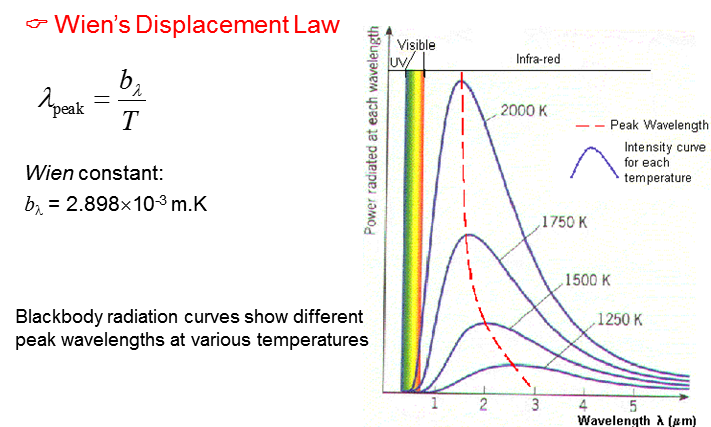 Wien's Displacement Law
λpeak = bλ / T
Wien constant:
bλ = 2.898×10-3 m.K
Blackbody radiation curves show different
peak wavelengths at various temperatures
Power radiated at each wavelength
Visible
UV
Infra-red
2000 K
1750 K
1500 K
1250 K
Peak Wavelength
Intensity curve
for each
temperature
1 2 3 4 5
Wavelength λ (μm)